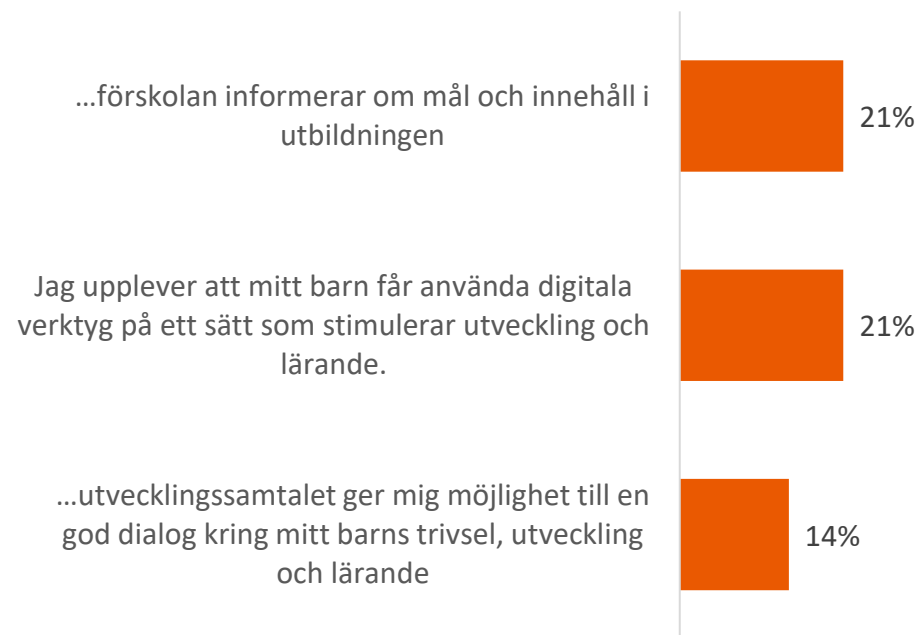 …förskolan informerar om mål och innehåll i
utbildningen
21%
Jag upplever att mitt barn får använda digitala
verktyg på ett sätt som stimulerar utveckling och
lärande.
21%
…utvecklingssamtalet ger mig möjlighet till en
god dialog kring mitt barns trivsel, utveckling
och lärande
14%